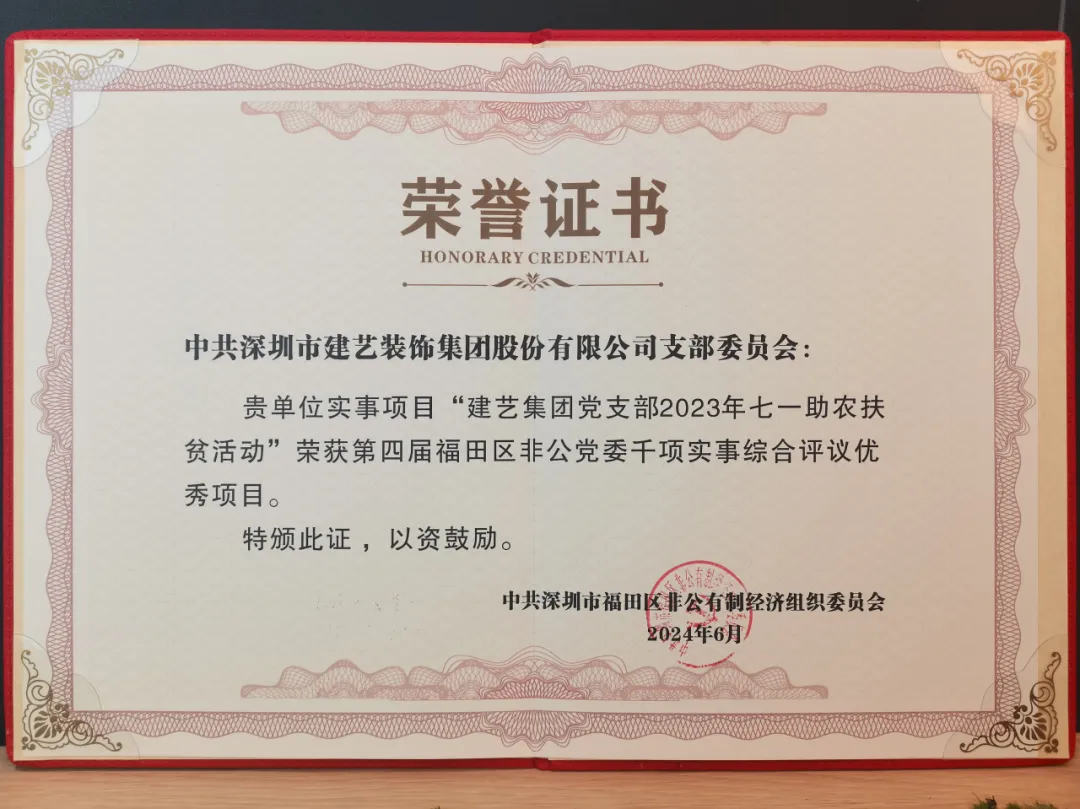 荣誉证书
HONORARY CREDENTIAL
中共深圳市建艺装饰集团股份有限公司支部委员会：
贵单位实事项目“建艺集团党支部2023年七一助农扶
贫活动”荣获第四届福田区非公党委千项实事综合评议优
秀项目。
特颁此证，以资鼓励。
中共深圳市福田区非公有制经济组织委员会
2024年6月